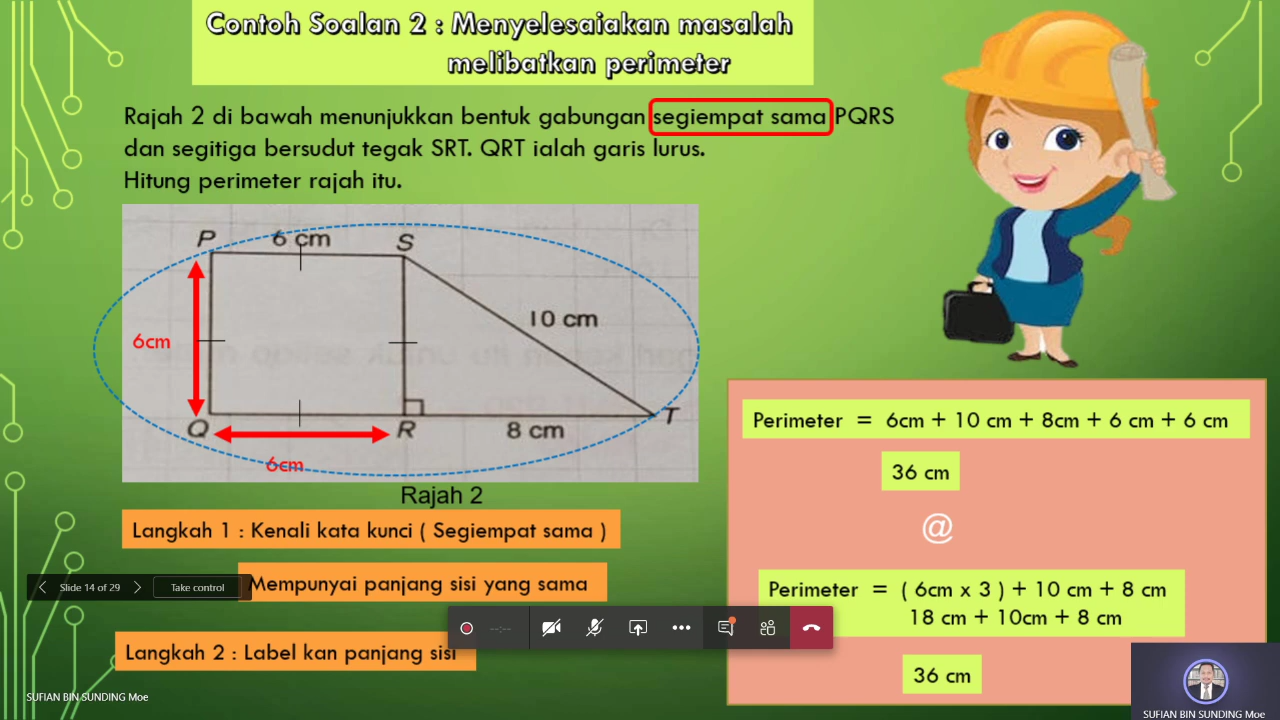 Contoh Soalan 2 : Menyelesaiakan masalah
melibatkan perimeter
Rajah 2 di bawah menunjukkan bentuk gabungan segiempat sama PQRS
dan segitiga bersudut tegak SRT. QRT ialah garis lurus.
Hitung perimeter rajah itu.
P 6 cm S
10 cm
6cm
Q R 8 cm T
6cm
Rajah 2
Langkah 1 : Kenali kata kunci ( Segiempat sama )
Mempunyai panjang sisi yang sama
Langkah 2 : Label kan panjang sisi
Perimeter = 6cm + 10 cm + 8cm + 6 cm + 6 cm
36 cm
@
Perimeter = ( 6cm x 3 ) + 10 cm + 8 cm
18 cm + 10cm + 8 cm
36 cm
Slide 14 of 29
Take control
--:--
SUFIAN BIN SUNDING Moe
SUFIAN BIN SUNDING Moe